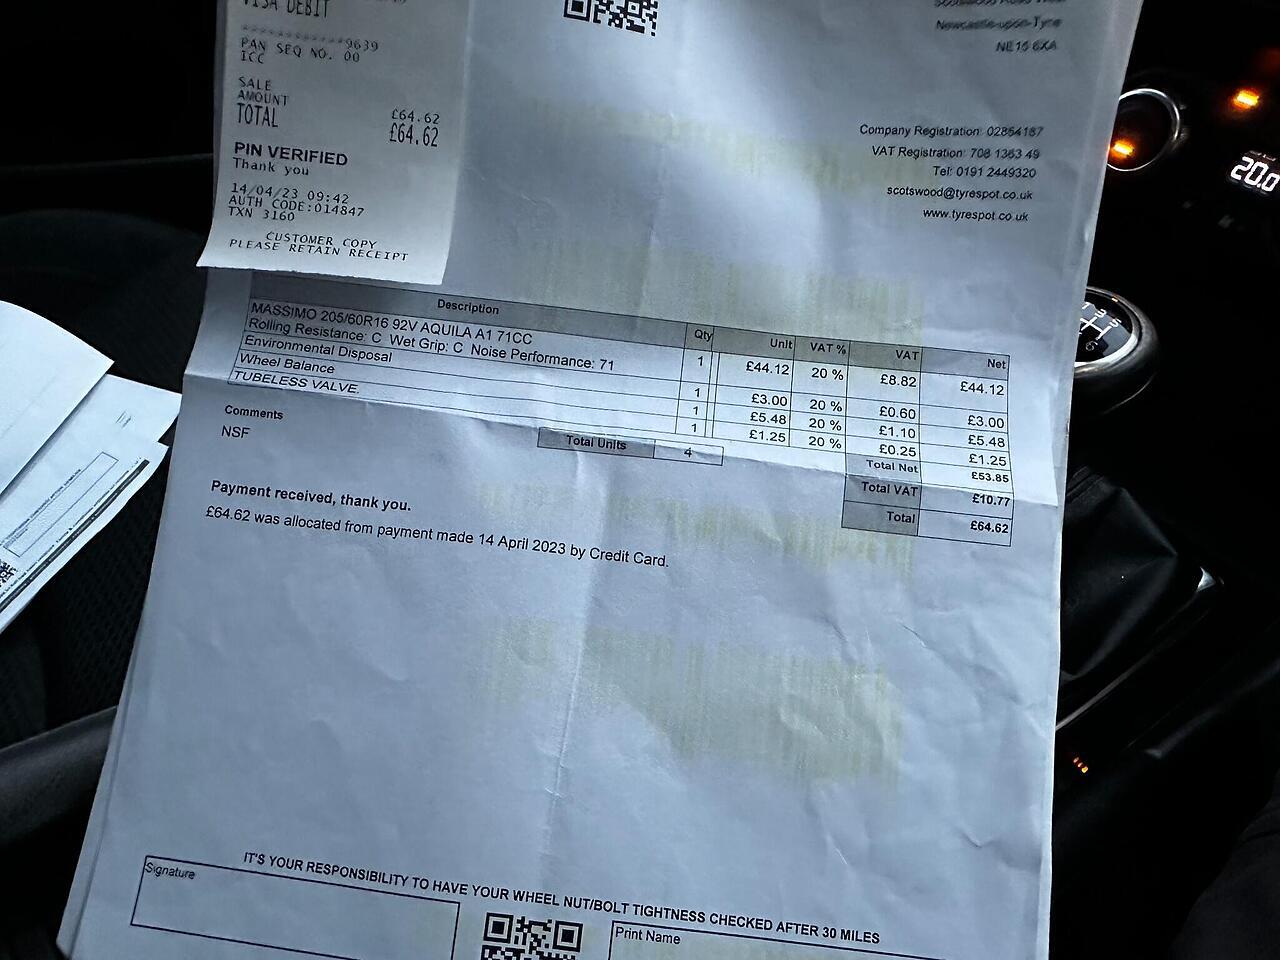 VISA DEBIT
************9639
PAN SEQ NO. 00
ICC
SALE
AMOUNT £64.62
TOTAL £64.62
PIN VERIFIED
Thank you
14/04/23 09:42
AUTH CODE:014847
TXN 3160
CUSTOMER COPY
PLEASE RETAIN RECEIPT
Newcastle-upon-Tyne
NE15 6XA
Company Registration: 02854187
VAT Registration: 708 1363 49
Tel: 0191 2449320
scotswood@tyrespot.co.uk
www.tyrespot.co.uk
Description Qty Unit VAT % VAT Net
MASSIMO 205/60R16 92V AQUILA A1 71CC 1 £44.12 20 % £8.82 £44.12
Rolling Resistance: C Wet Grip: C Noise Performance: 71
Environmental Disposal 1 £3.00 20 % £0.60 £3.00
Wheel Balance 1 £5.48 20 % £1.10 £5.48
TUBELESS VALVE. 1 £1.25 20 % £0.25 £1.25
Total Units 4
Total Net £53.85
Total VAT £10.77
Total £64.62
Comments
NSF
Payment received, thank you.
£64.62 was allocated from payment made 14 April 2023 by Credit Card.
IT'S YOUR RESPONSIBILITY TO HAVE YOUR WHEEL NUT/BOLT TIGHTNESS CHECKED AFTER 30 MILES
Signature
Print Name
20.0